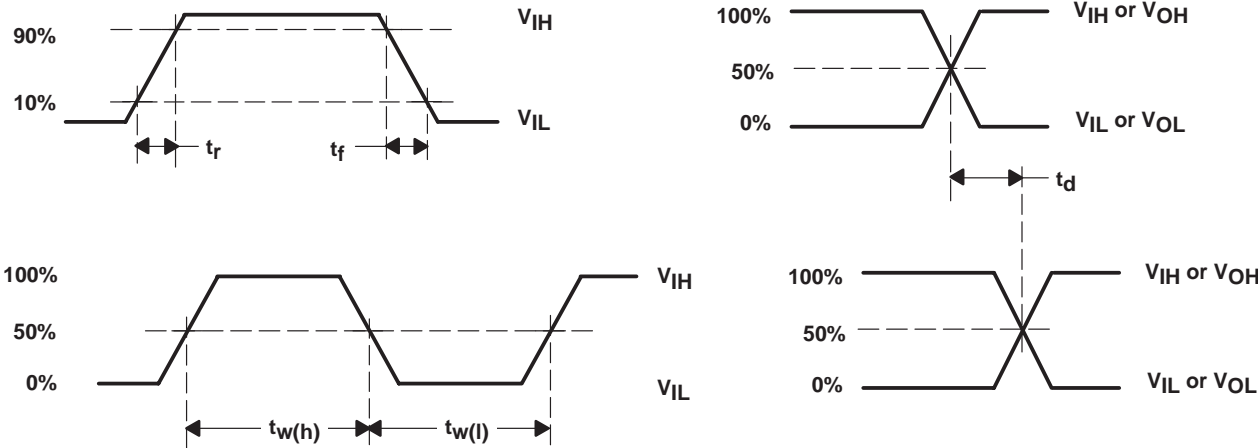 90%
10%
VIH
VIL
tr
tf
100%
50%
0%
VIH or VOH
VIL or VOL
td
100%
50%
0%
VIH
VIL
tw(h)
tw(l)
100%
50%
0%
VIH or VOH
VIL or VOL